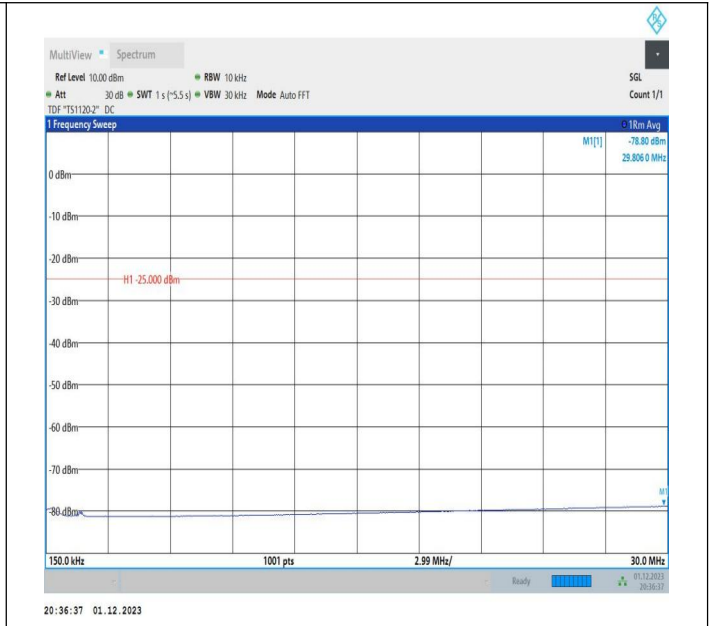 MultiView Spectrum
Ref Level 10.00 dBm RBW 10 kHz SGL
Att 30 dB SWT 1 s (~5.5 s) VBW 30 kHz Mode Auto FFT Count 1/1
TDF "TS1120-2" DC
1 Frequency Sweep 1Rm Avg
M1[1] -78.80 dBm
29.806 0 MHz
0 dBm
-10 dBm
-20 dBm
H1 -25.000 dBm
-30 dBm
-40 dBm
-50 dBm
-60 dBm
-70 dBm
M1
-80 dBm
150.0 kHz 1001 pts 2.99 MHz/ 30.0 MHz
Ready 01.12.2023
20:36:37
20:36:37 01.12.2023